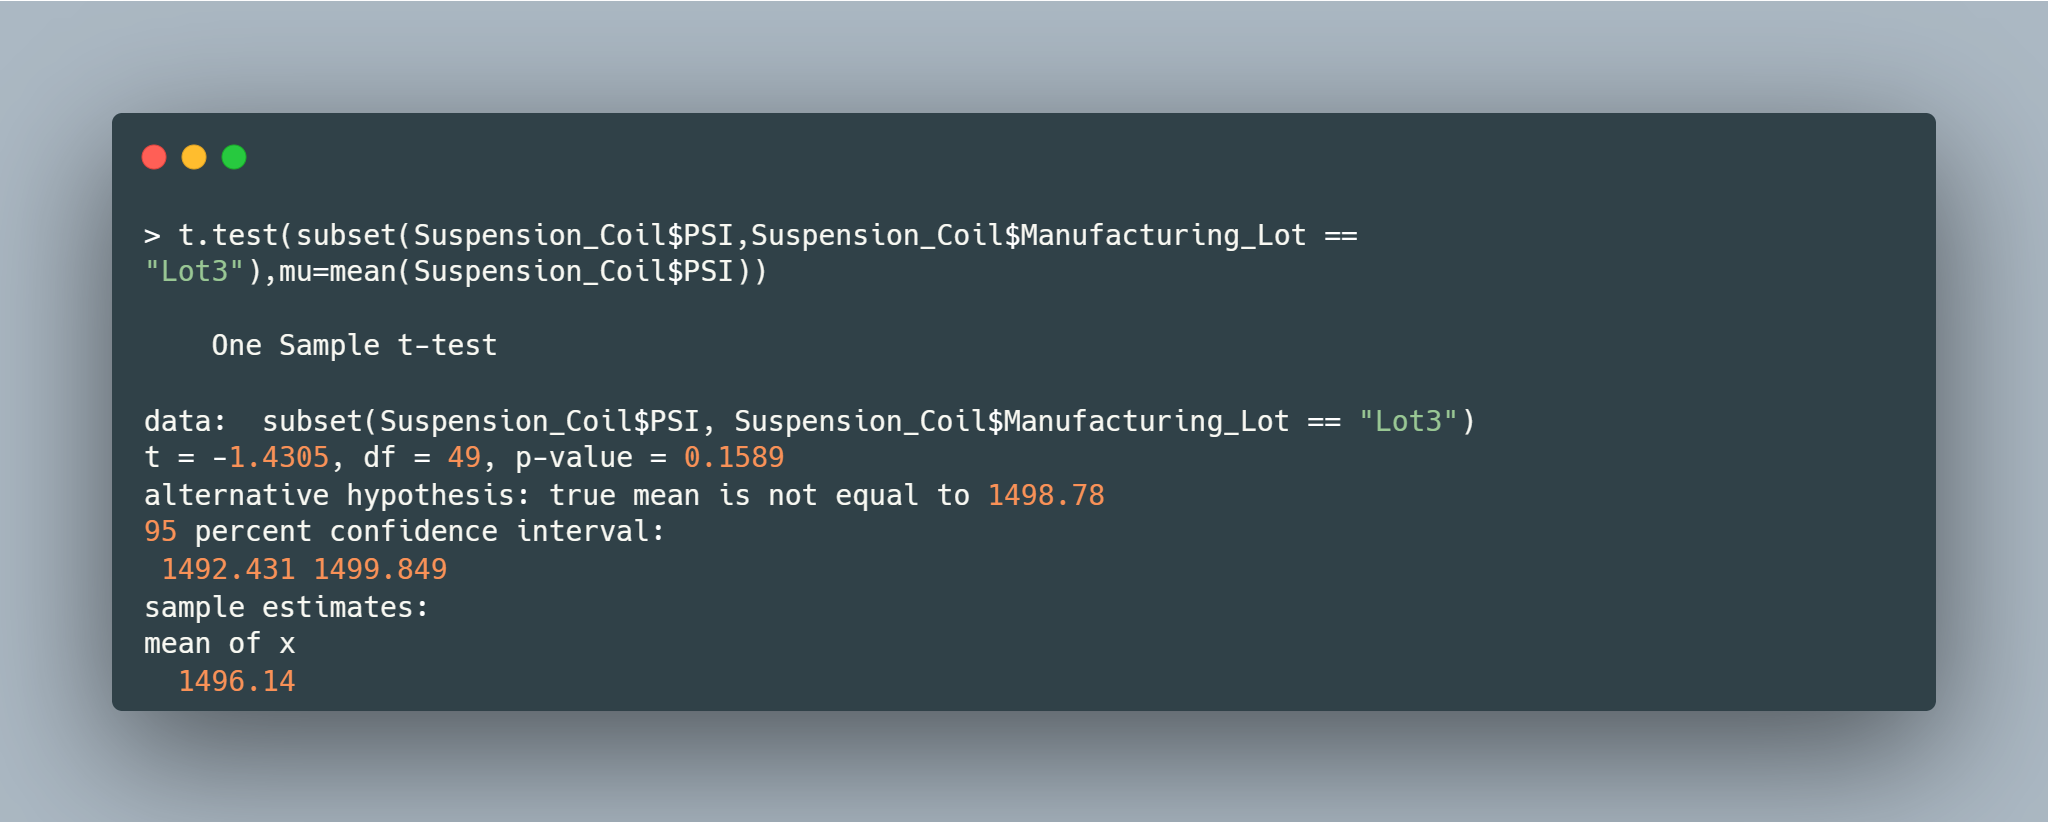 > t.test(subset(Suspension_Coil$PSI,Suspension_Coil$Manufacturing_Lot ==
"Lot3"),mu=mean(Suspension_Coil$PSI))
One Sample t-test
data:  subset(Suspension_Coil$PSI, Suspension_Coil$Manufacturing_Lot == "Lot3")
t = -1.4305, df = 49, p-value = 0.1589
alternative hypothesis: true mean is not equal to 1498.78
95 percent confidence interval:
1492.431 1499.849
sample estimates:
mean of x
1496.14